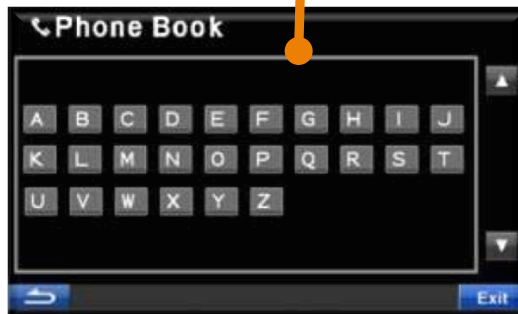 Phone Book
A B C D E F G H I J
K L M N O P Q R S T
U V W X Y Z
Exit